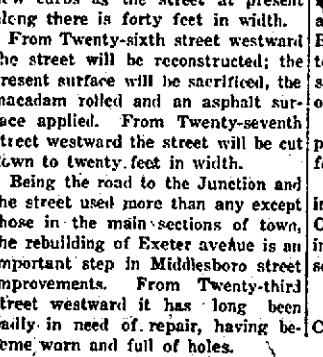 curbs as the street at present
along there is forty feet in width.
From Twenty-sixth street westward
the street will be reconstructed; the
present surface will be sacrificed, the
macadam rolled and an asphalt sur-
face applied. From Twenty-seventh
street westward the street will be cut
down to twenty feet in width.
Being the road to the Junction and
the street used more than any except
those in the main sections of town,
the rebuilding of Exeter avenue is an
important step in Middlesboro street
improvements. From Twenty-third
street westward it has long been
badly in need of repair, having be-
come worn and full of holes.